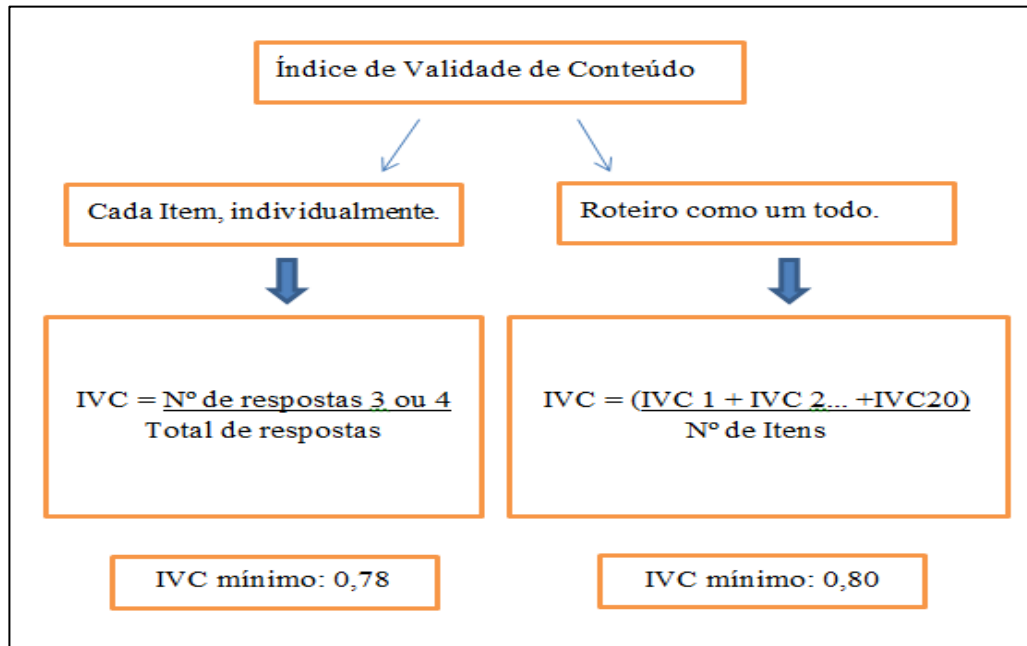 Índice de Validade de Conteúdo
Cada Item, individualmente.
Roteiro como um todo.
IVC = Nº de respostas 3 ou 4
Total de respostas
IVC = (IVC 1 + IVC 2... +IVC20)
Nº de Itens
IVC mínimo: 0,78
IVC mínimo: 0,80